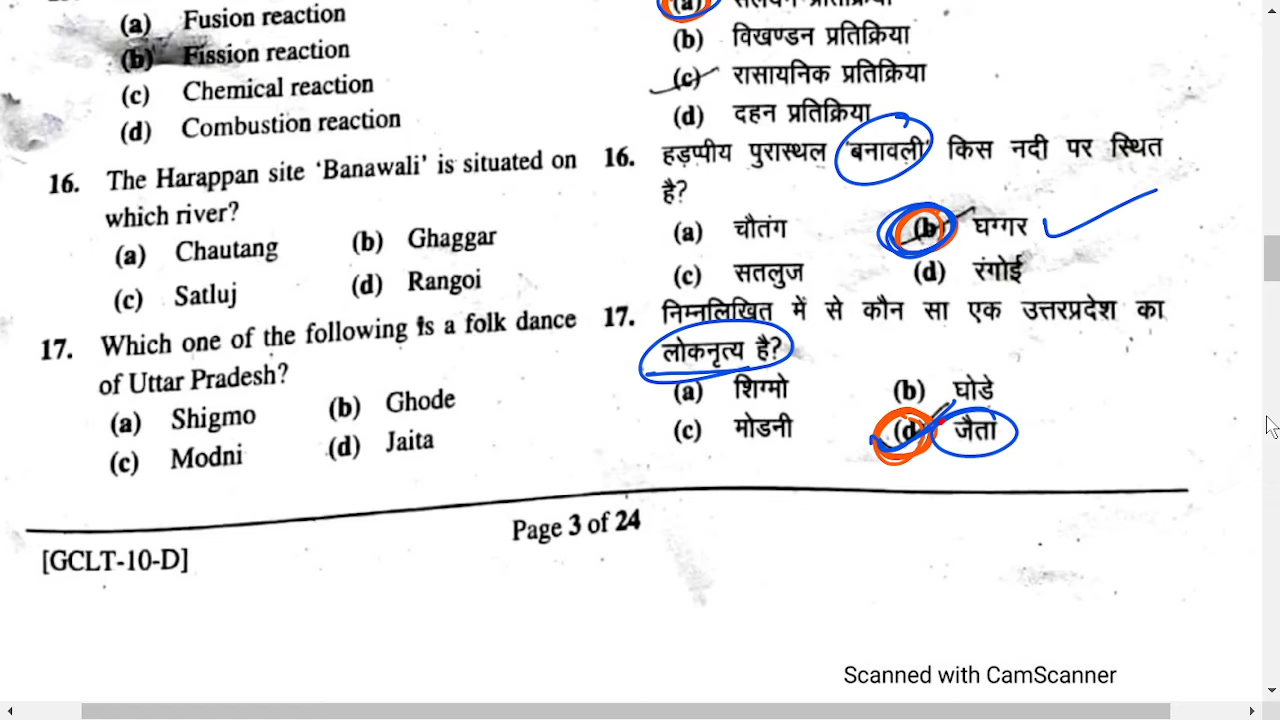 (a) Fusion reaction
(b) Fission reaction
(c) Chemical reaction
(d) Combustion reaction
16. The Harappan site ‘Banawali’ is situated on
which river?
(a) Chautang (b) Ghaggar
(c) Satluj (d) Rangoi
17. Which one of the following is a folk dance
of Uttar Pradesh?
(a) Shigmo (b) Ghode
(c) Modni (d) Jaita
(a)
(b) विखण्डन प्रतिक्रिया
(c) रासायनिक प्रतिक्रिया
(d) दहन प्रतिक्रिया
16. हड़प्पीय पुरास्थल ‘बनावली’ किस नदी पर स्थित
है?
(a) चौतंग (b) घग्गर
(c) सतलुज (d) रंगोई
17. निम्नलिखित में से कौन सा एक उत्तरप्रदेश का
लोकनृत्य है?
(a) शिग्मो (b) घोडे
(c) मोडनी (d) जैता
Page 3 of 24
[GCLT-10-D]
Scanned with CamScanner